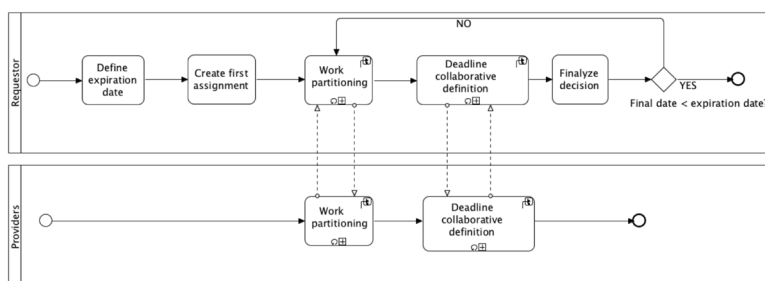 NO
Requestor
Define
expiration
date
Create first
assignment
Work
partitioning
Deadline
collaborative
definition
Finalyze
decision
YES
Final date < expiration date?
Providers
Work
partitioning
Deadline
collaborative
definition